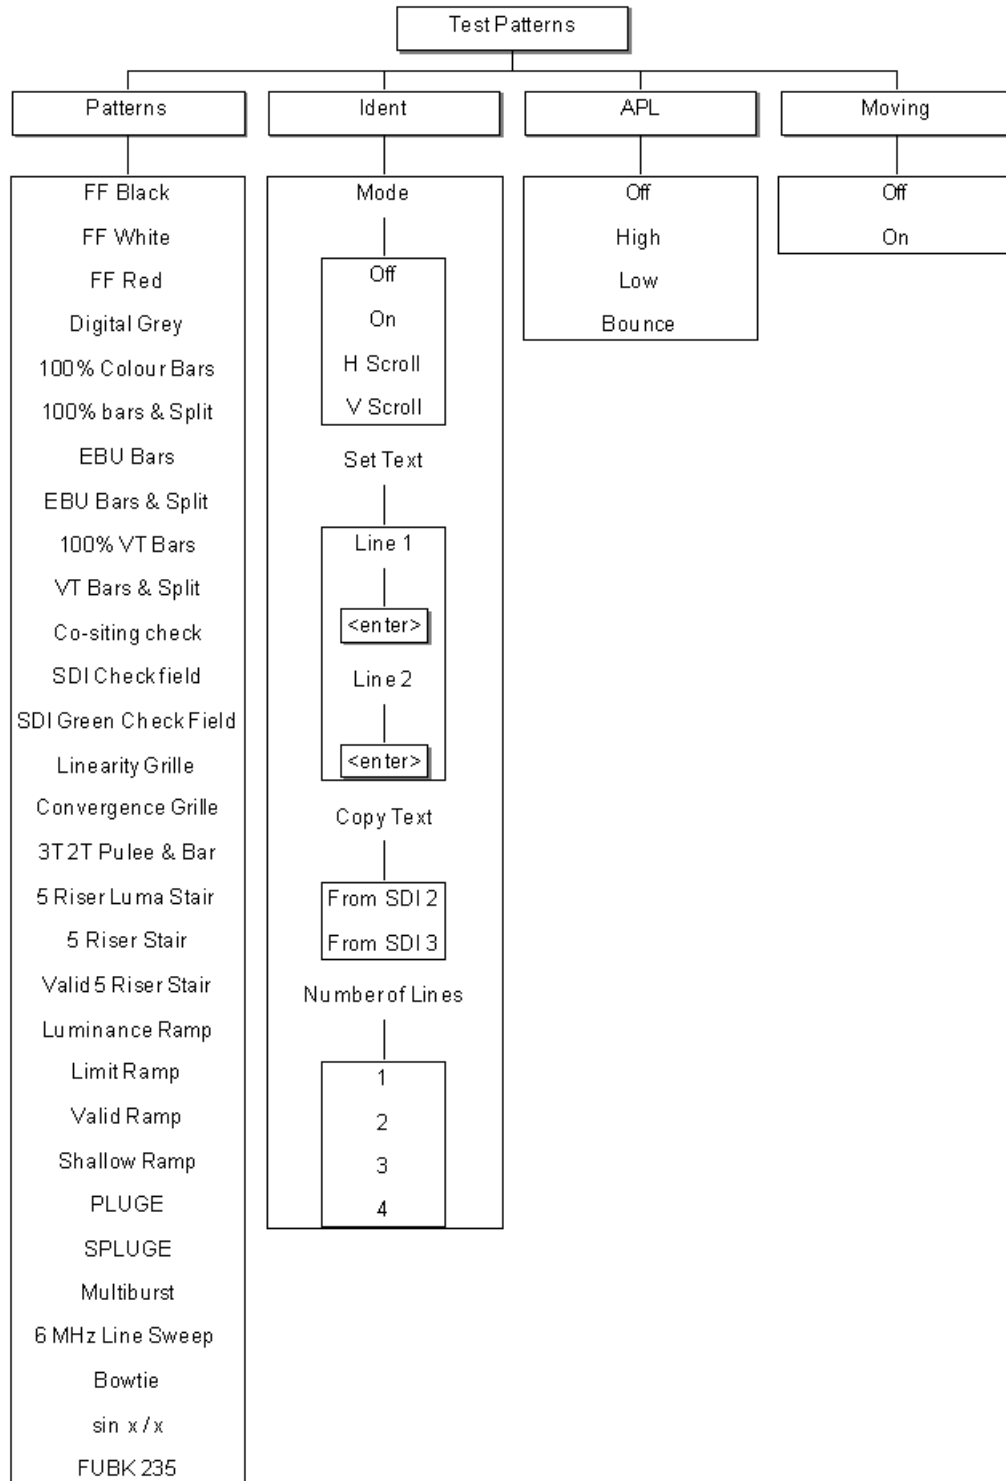 Test Patterns
Patterns
Ident
APL
Moving
FF Black
FF White
FF Red
Digital Grey
100% Colour Bars
100% bars & Split
EBU Bars
EBU Bars & Split
100% VT Bars
VT Bars & Split
Co-siting check
SDI Checkfield
SDI Green Check Field
Linearity Grille
Convergence Grille
3T2T Pulee & Bar
5 Riser Luma Stair
5 Riser Stair
Valid 5 Riser Stair
Luminance Ramp
Limit Ramp
Valid Ramp
Shallow Ramp
PLUGE
SPLUGE
Multiburst
6 MHz Line Sweep
Bowtie
sin x / x
FUBK 235
Mode
Off
On
H Scroll
V Scroll
Set Text
Line 1
<enter>
Line 2
<enter>
Copy Text
From SDI 2
From SDI 3
Number of Lines
1
2
3
4
Off
High
Low
Bounce
Off
On